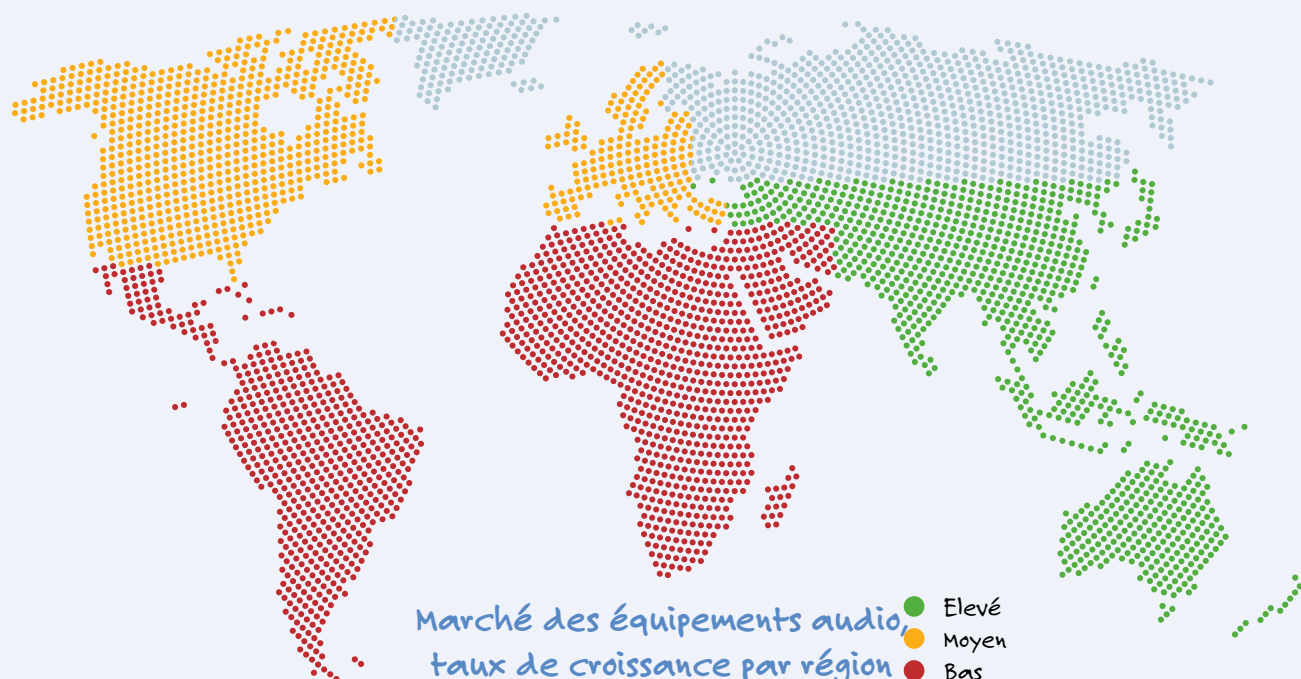 Marché des équipements audio,
taux de croissance par région
Elevé
Moyen
Bas